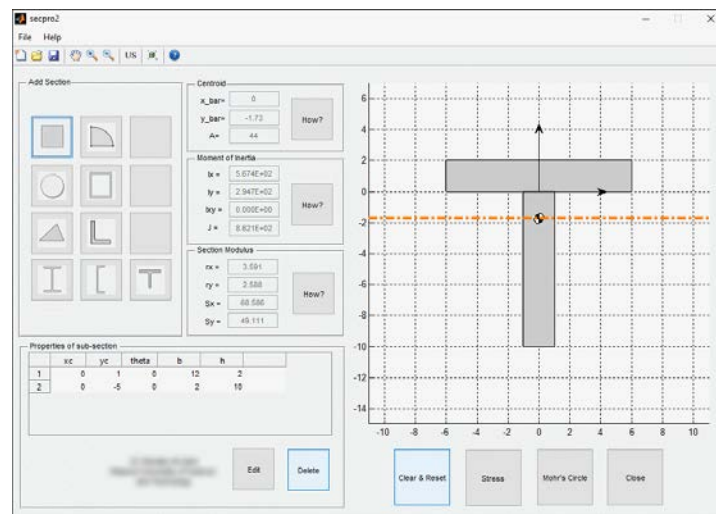 secpro2
File Help
US
Add Section
Centroid
x_bar= 0
y_bar= -1.73
A= 44
How?
Moment of Inertia
Ix = 5.674E+02
Iy = 2.947E+02
Ixy = 0.000E+00
J = 8.621E+02
How?
Section Modulus
rx = 3.591
ry = 2.588
Sx = 68.586
Sy = 49.111
How?
Properties of sub-section
xc yc theta b h
1 0 1 0 12 2
2 0 -5 0 2 10
Edit
Delete
6
4
2
0
-2
-4
-6
-8
-10
-12
-14
-10 -8 -6 -4 -2 0 2 4 6 8 10
Clear & Reset
Stress
Mohr's Circle
Close